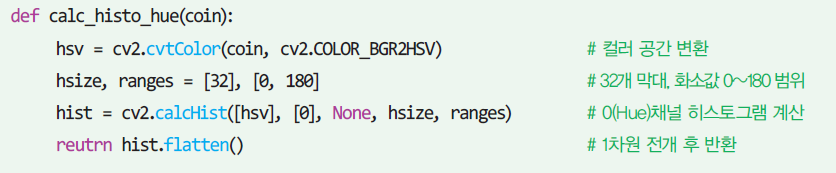 def calc_histo_hue(coin):
hsv = cv2.cvtColor(coin, cv2.COLOR_BGR2HSV) # 컬러 공간 변환
hsize, ranges = [32], [0, 180] # 32개 막대, 화소값 0~180 범위
hist = cv2.calcHist([hsv], [0], None, hsize, ranges) # 0(Hue)채널 히스토그램 계산
reutrn hist.flatten() # 1차원 전개 후 반환